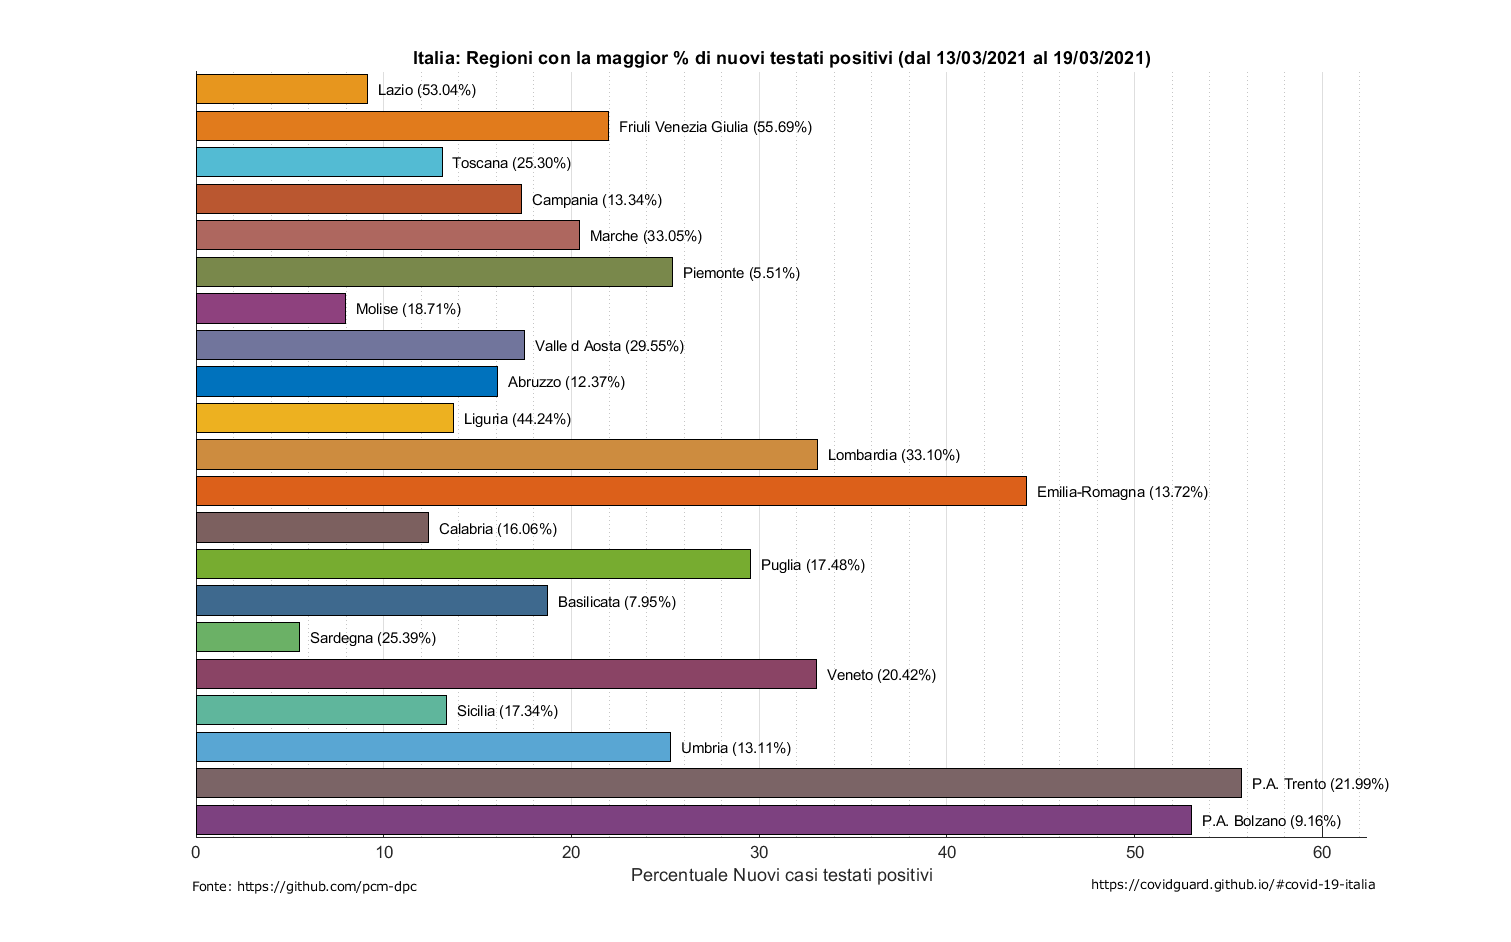 Italia: Regioni con la maggior % di nuovi testati positivi (dal 13/03/2021 al 19/03/2021)
Lazio (53.04%)
Friuli Venezia Giulia (55.69%)
Toscana (25.30%)
Campania (13.34%)
Marche (33.05%)
Piemonte (5.51%)
Molise (18.71%)
Valle d Aosta (29.55%)
Abruzzo (12.37%)
Liguria (44.24%)
Lombardia (33.10%)
Emilia-Romagna (13.72%)
Calabria (16.06%)
Puglia (17.48%)
Basilicata (7.95%)
Sardegna (25.39%)
Veneto (20.42%)
Sicilia (17.34%)
Umbria (13.11%)
P.A. Trento (21.99%)
P.A. Bolzano (9.16%)
0 10 20 30 40 50 60
Percentuale Nuovi casi testati positivi
Fonte: https://github.com/pcm-dpc
https://covidguard.github.io/#covid-19-italia